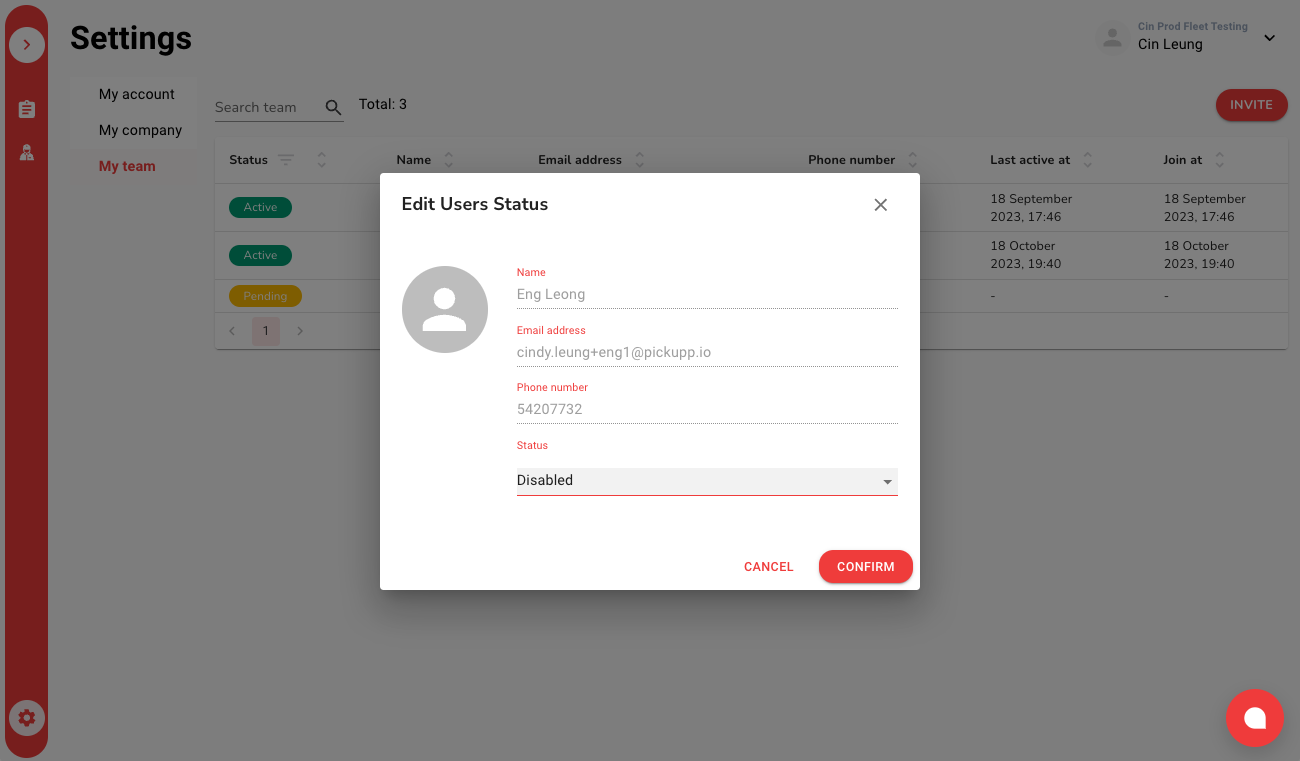 Settings
Cin Prod Fleet Testing
Cin Leung
My account
My company
My team
Search team
Total: 3
INVITE
Status
Name
Email address
Phone number
Last active at
Join at
Active
18 September
2023, 17:46
18 September
2023, 17:46
Active
18 October
2023, 19:40
18 October
2023, 19:40
Pending
-
-
1
Edit Users Status
Name
Eng Leong
Email address
cindy.leung+eng1@pickupp.io
Phone number
54207732
Status
Disabled
CANCEL
CONFIRM